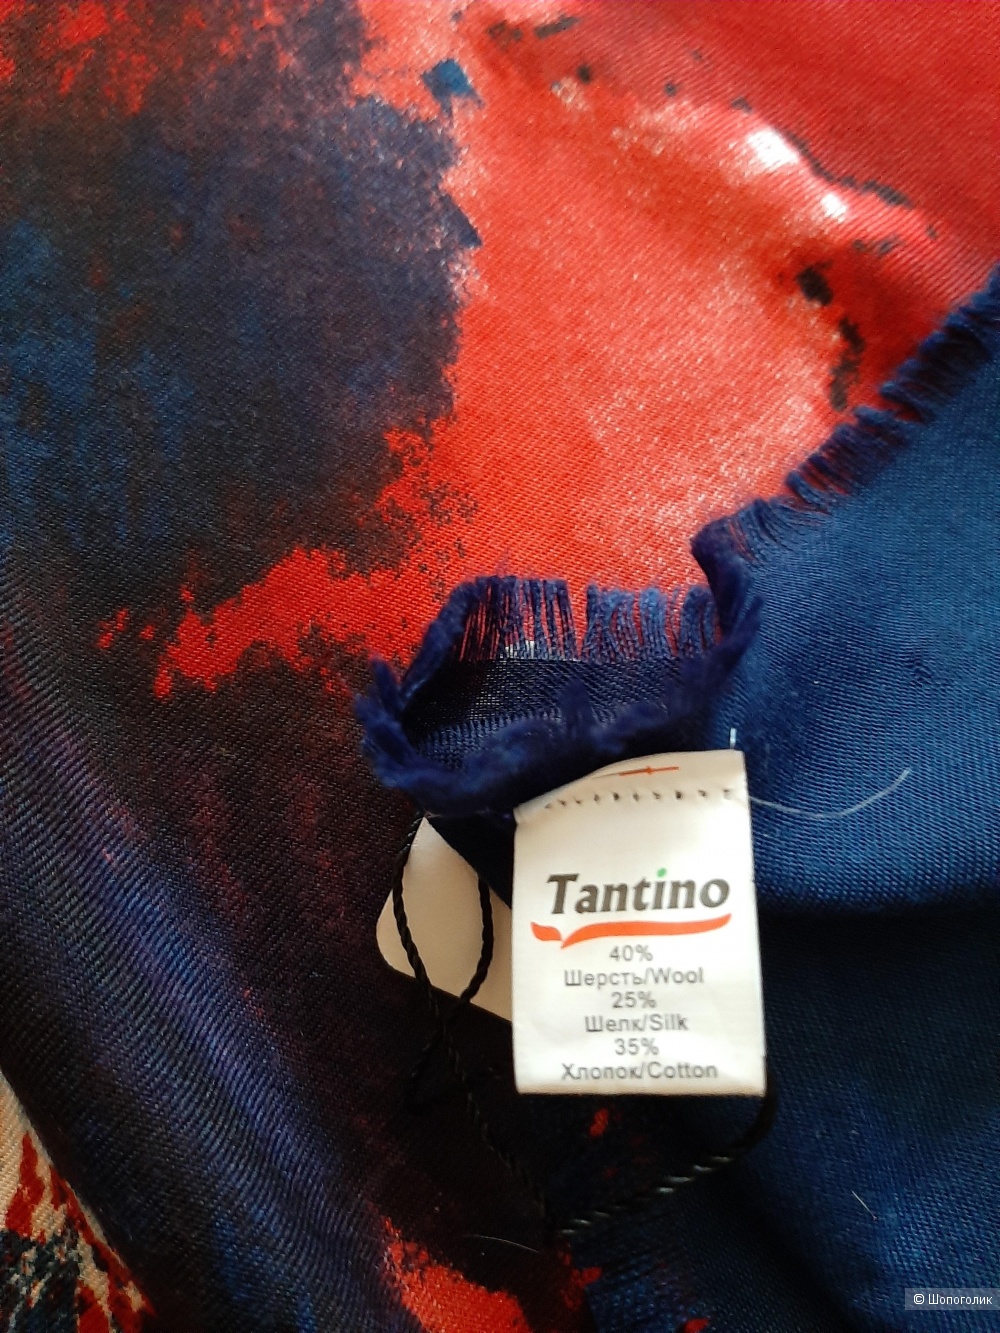 Tantino
40%
Шерсть/Wool
25%
Шелк/Silk
35%
Хлопок/Cotton
© Шопоголик